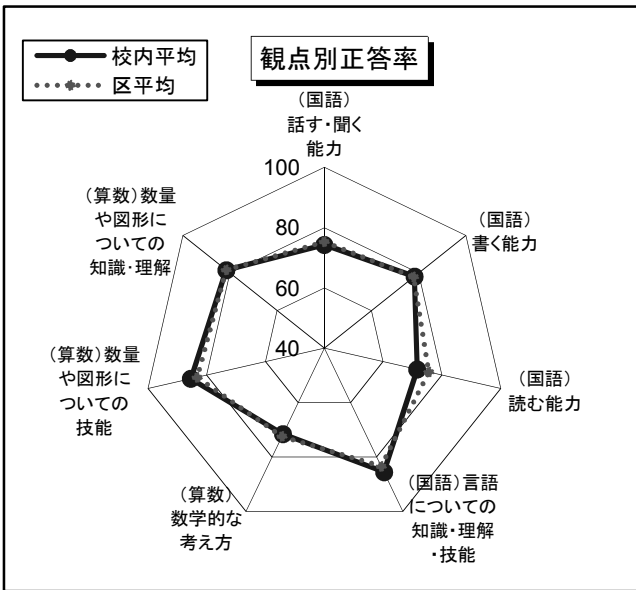 観点別正答率
校内平均
区平均
(国語)
話す・聞く
能力
(国語)
書く能力
(国語)
読む能力
(国語)言語
についての
知識・理解
・技能
(算数)
数学的な
考え方
(算数)数量
や図形に
ついての
技能
(算数)数量
や図形に
ついての
知識・理解
100
80
60
40